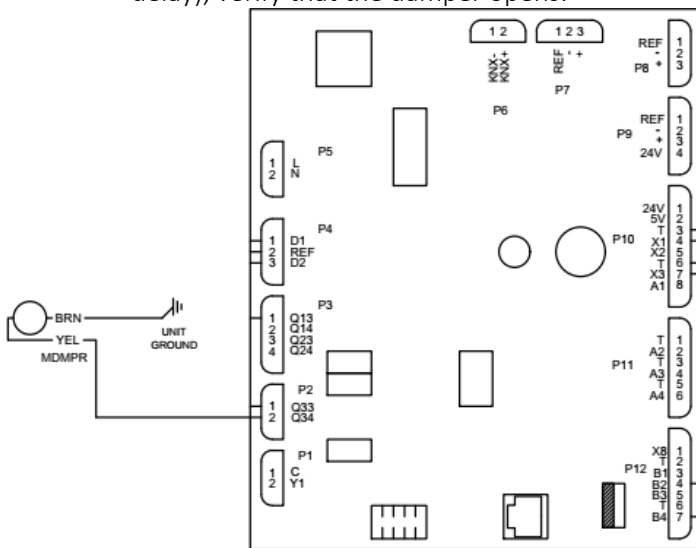 delay), verify that the damper opens.
1 2
KNX-
KNX+
P6
1 2 3
REF
-
+
P7
REF 1
- 2
+ 3
P8
REF 1
- 2
+ 3
24V 4
P9
P5
1 L
2 N
P4
1 D1
2 REF
3 D2
24V 1
5V 2
T 3
X1 4
X2 5
T 6
X3 7
A1 8
P10
P3
1 Q13
2 Q14
3 Q23
4 Q24
BRN
UNIT
GROUND
YEL
MDMPR
T 1
A2 2
T 3
A3 4
T 5
A4 6
P11
P2
1 Q33
2 Q34
P1
1 C
2 Y1
X8 1
T 2
B1 3
B2 4
B3 5
T 6
B4 7
P12